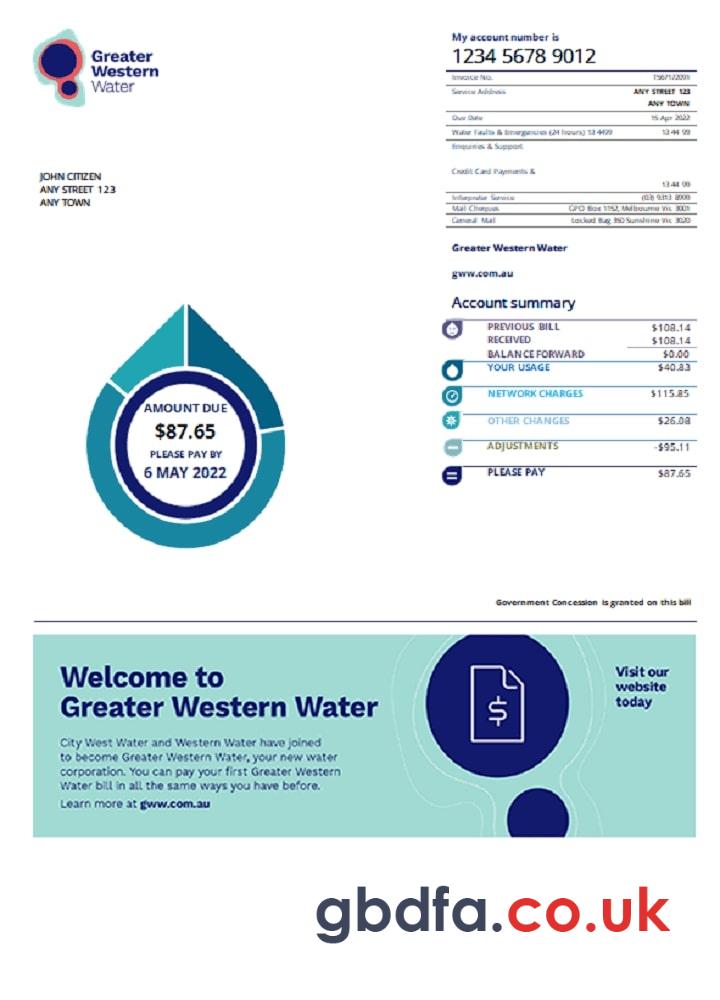 Greater
Western
Water
My account number is
1234 5678 9012
Invoice No.
Service Address ANY STREET 123
ANY TOWN
Due Date 15 Apr 2022
Water Faults & Emergencies (24 hours) 13 4499 13 44 99
Enquiries & Support
Credit Card Payments &
13 44 99
Interpreter Service (03) 9313 8999
Mail Cheques GPO Box 1152, Melbourne Vic 3001
General Mail Locked Bag 350 Sunshine Vic 3020
JOHN CITIZEN
ANY STREET 123
ANY TOWN
Greater Western Water
gww.com.au
Account summary
PREVIOUS BILL $108.14
RECEIVED $108.14
BALANCE FORWARD $0.00
YOUR USAGE $40.83
NETWORK CHARGES $115.85
OTHER CHANGES $26.08
ADJUSTMENTS -$95.11
PLEASE PAY $87.65
AMOUNT DUE
$87.65
PLEASE PAY BY
6 MAY 2022
Government Concession is granted on this bill
Welcome to
Greater Western Water
City West Water and Western Water have joined
to become Greater Western Water, your new water
corporation. You can pay your first Greater Western
Water bill in all the same ways you have before.
Learn more at gww.com.au
$
Visit our
website
today
gbdfa.co.uk